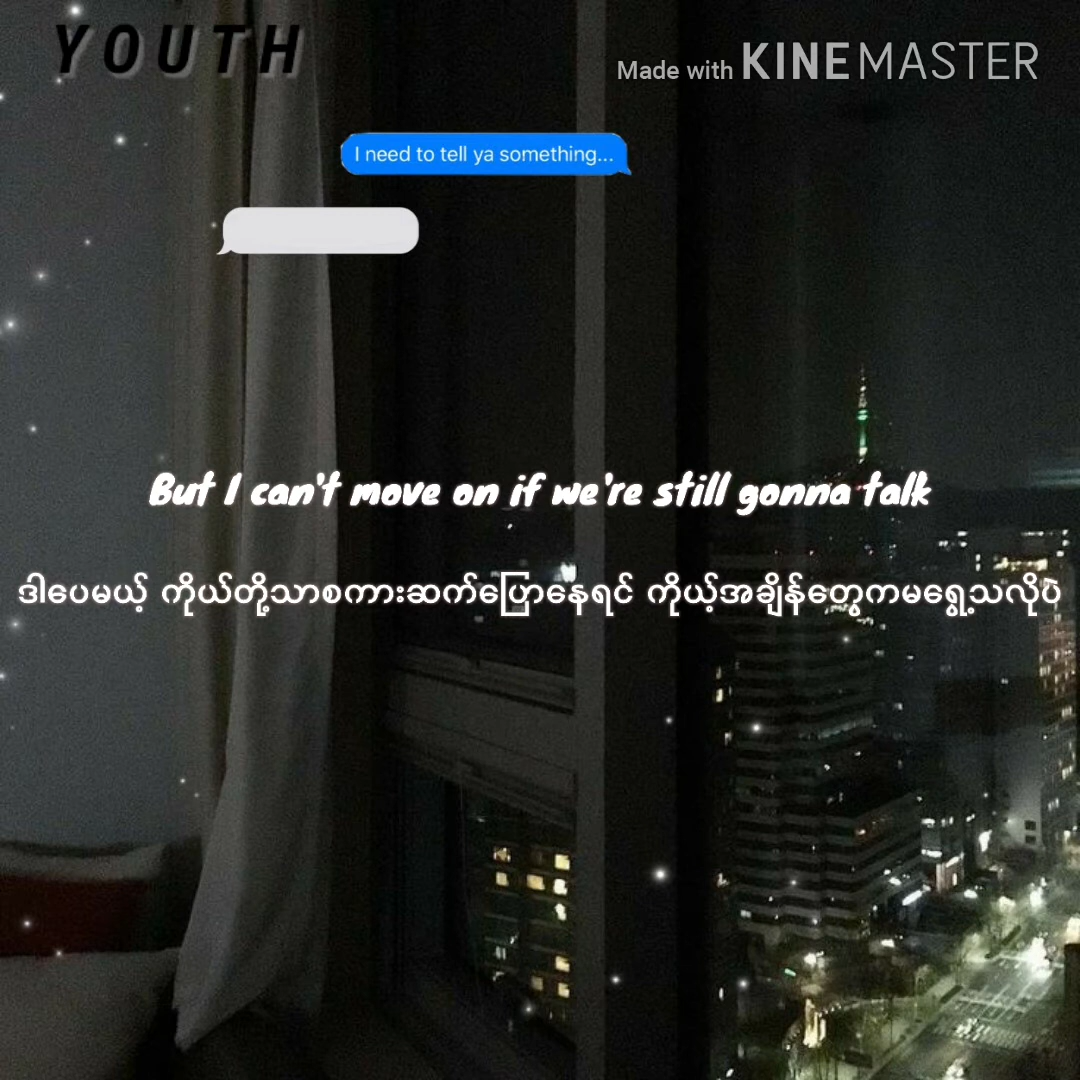 YOUTH
Made with KINEMASTER
I need to tell ya something...
But I can't move on if we're still gonna talk
ဒါပေမယ့် ကိုယ်တို့သာစကားဆက်ပြောနေရင် ကိုယ့်အချိန်တွေကမရွေ့သလိုပဲ